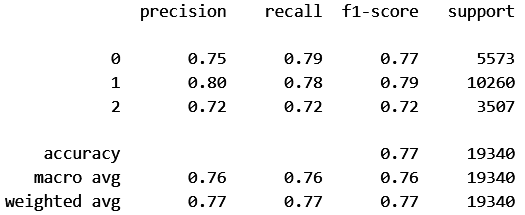 precision recall f1-score support
0 0.75 0.79 0.77 5573
1 0.80 0.78 0.79 10260
2 0.72 0.72 0.72 3507
accuracy 0.77 19340
macro avg 0.76 0.76 0.76 19340
weighted avg 0.77 0.77 0.77 19340